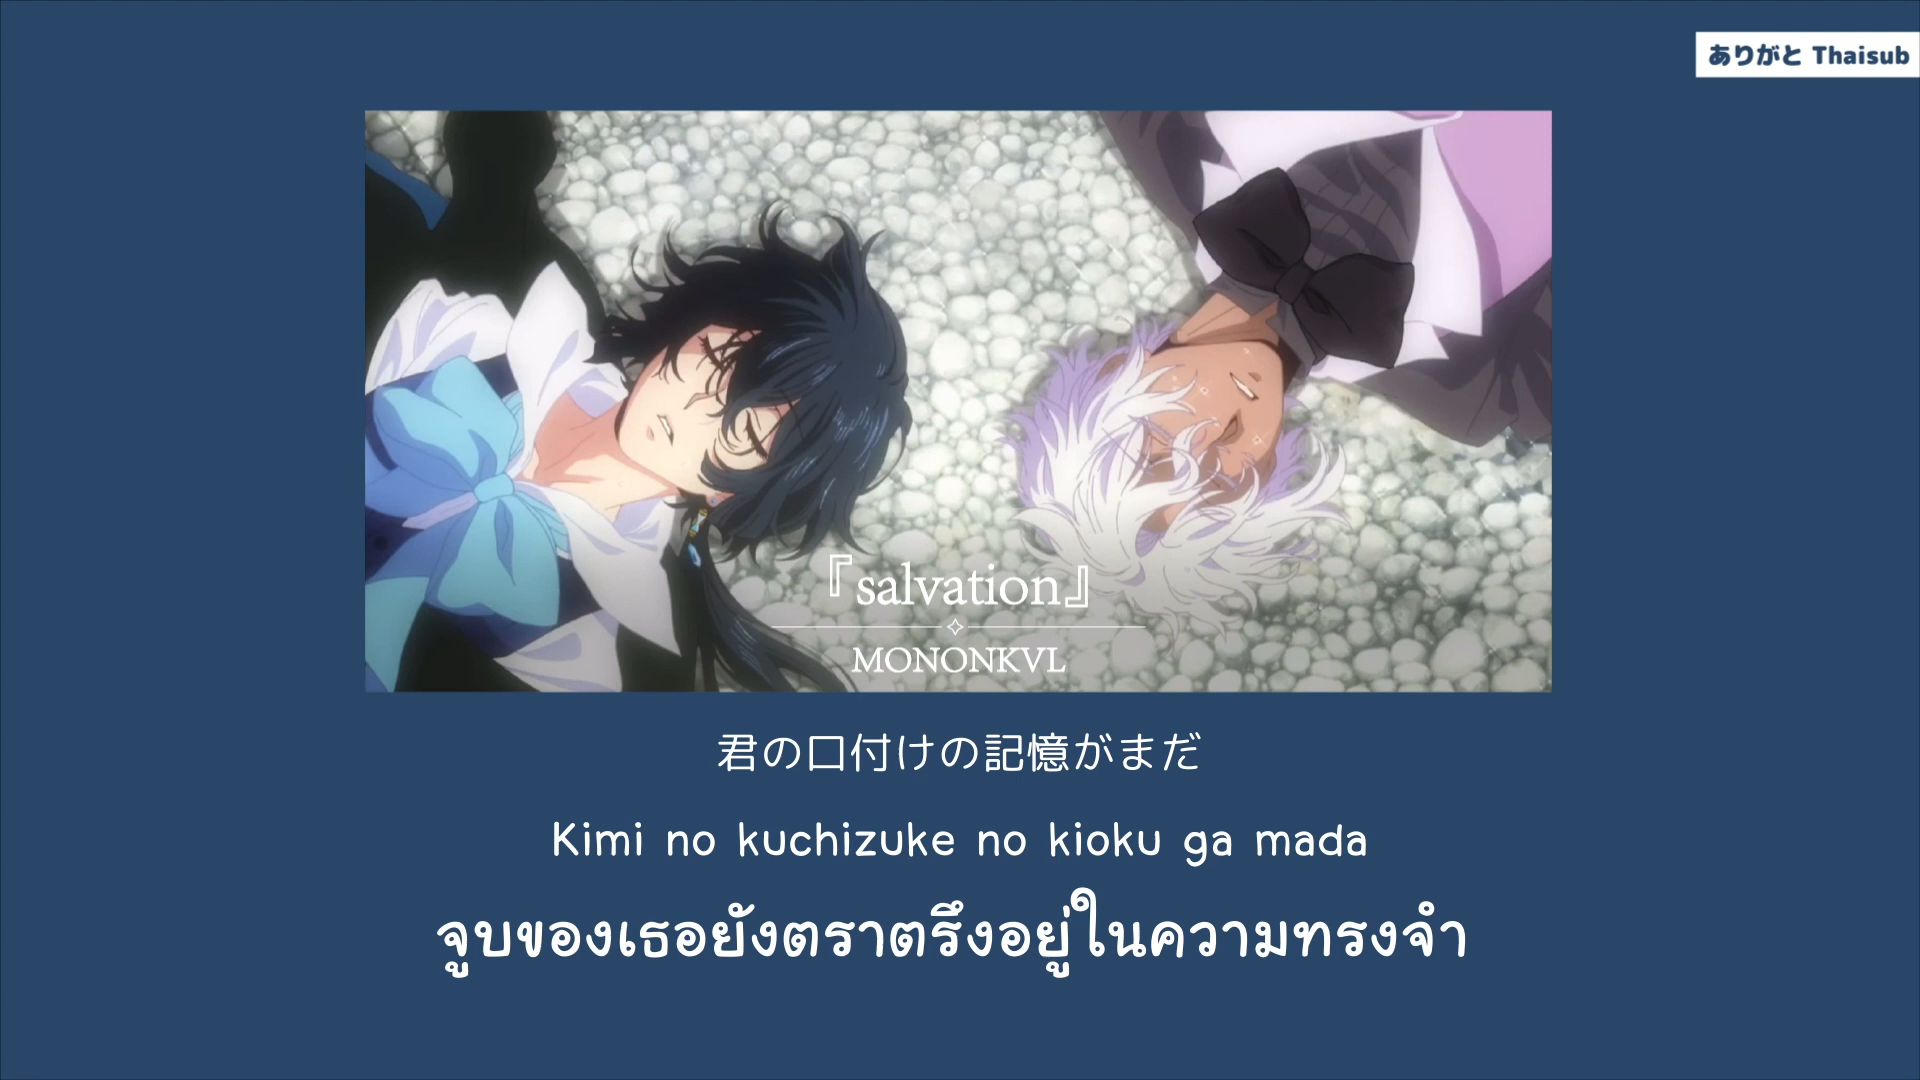 ありがと Thaisub
『salvation』
MONONKVL
君の口付けの記憶がまだ
Kimi no kuchizuke no kioku ga mada
จูบของเธอยังตราตรึงอยู่ในความทรงจำ